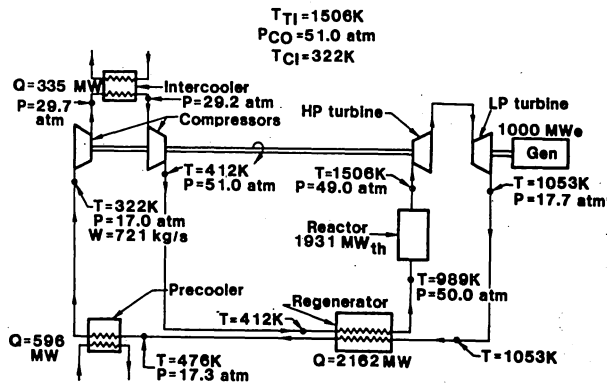 T_TI=1506K
P_CO=51.0 atm
T_CI=322K
Q=335 MW
Intercooler
P=29.7 atm
P=29.2 atm
Compressors
HP turbine
LP turbine
1000 MWe
Gen
T=412K
P=51.0 atm
T=1506K
P=49.0 atm
T=1053K
P=17.7 atm
T=322K
P=17.0 atm
W=721 kg/s
Reactor
1931 MW_th
Precooler
Regenerator
T=989K
P=50.0 atm
T=412K
Q=596 MW
T=476K
P=17.3 atm
Q=2162 MW
T=1053K